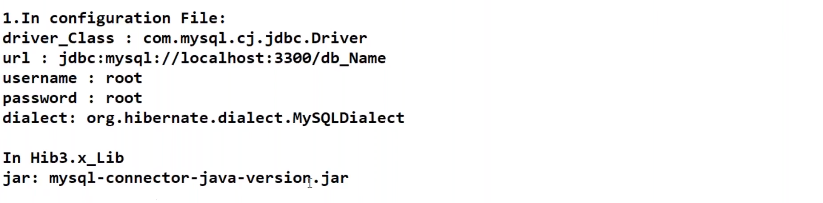 1.In configuration File:
driver_Class : com.mysql.cj.jdbc.Driver
url : jdbc:mysql://localhost:3300/db_Name
username : root
password : root
dialect: org.hibernate.dialect.MySQLDialect
In Hib3.x_Lib
jar: mysql-connector-java-version.jar